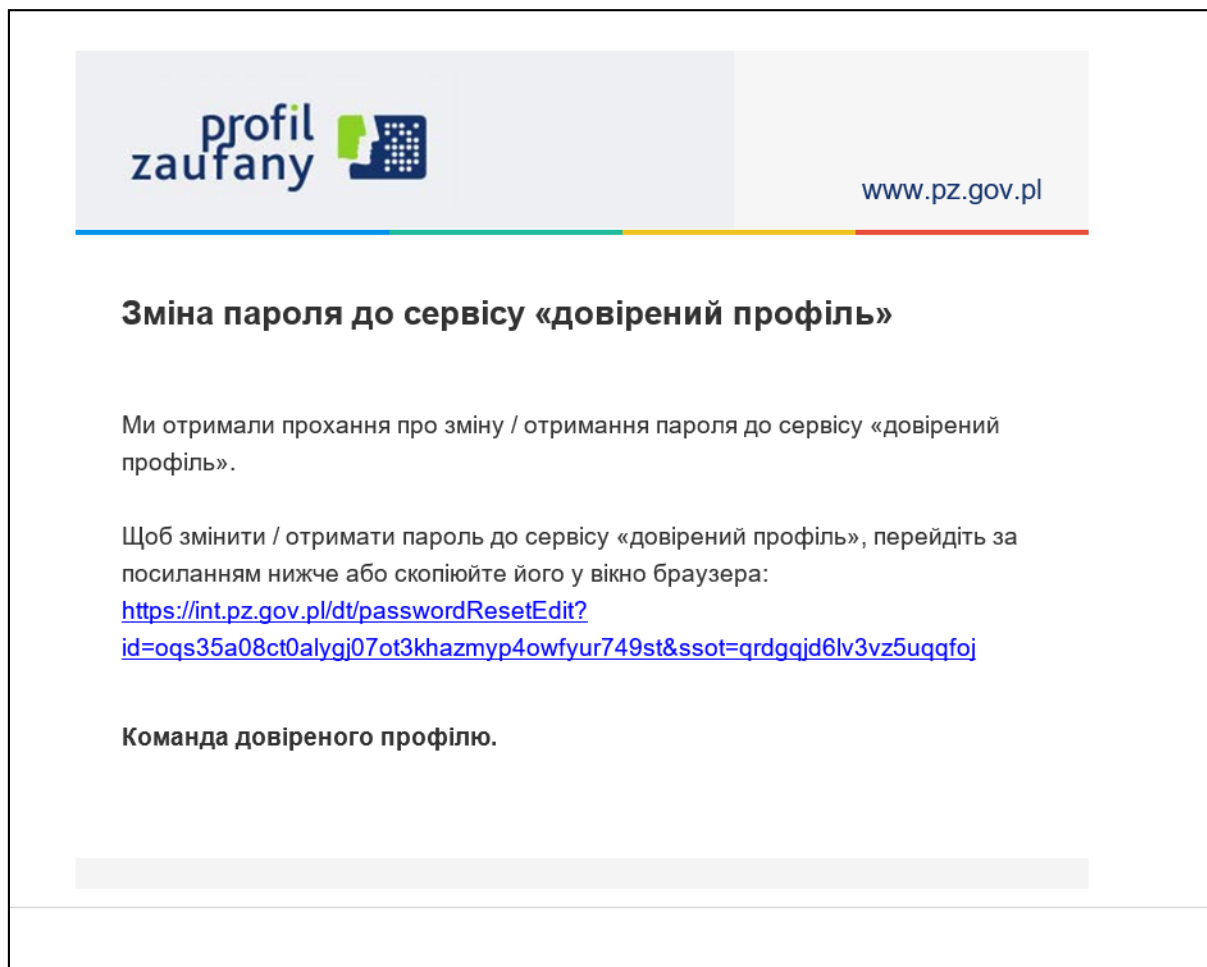 profil
zaufany
www.pz.gov.pl
Зміна пароля до сервісу «довірений профіль»
Ми отримали прохання про зміну / отримання пароля до сервісу «довірений
профіль».
Щоб змінити / отримати пароль до сервісу «довірений профіль», перейдіть за
посиланням нижче або скопіюйте його у вікно браузера:
https://int.pz.gov.pl/dt/passwordResetEdit?
id=oqs35a08ct0alygj07ot3khazmyp4owfyur749st&ssot=qrdgqjd6lv3vz5uqqfoj
Команда довіреного профілю.